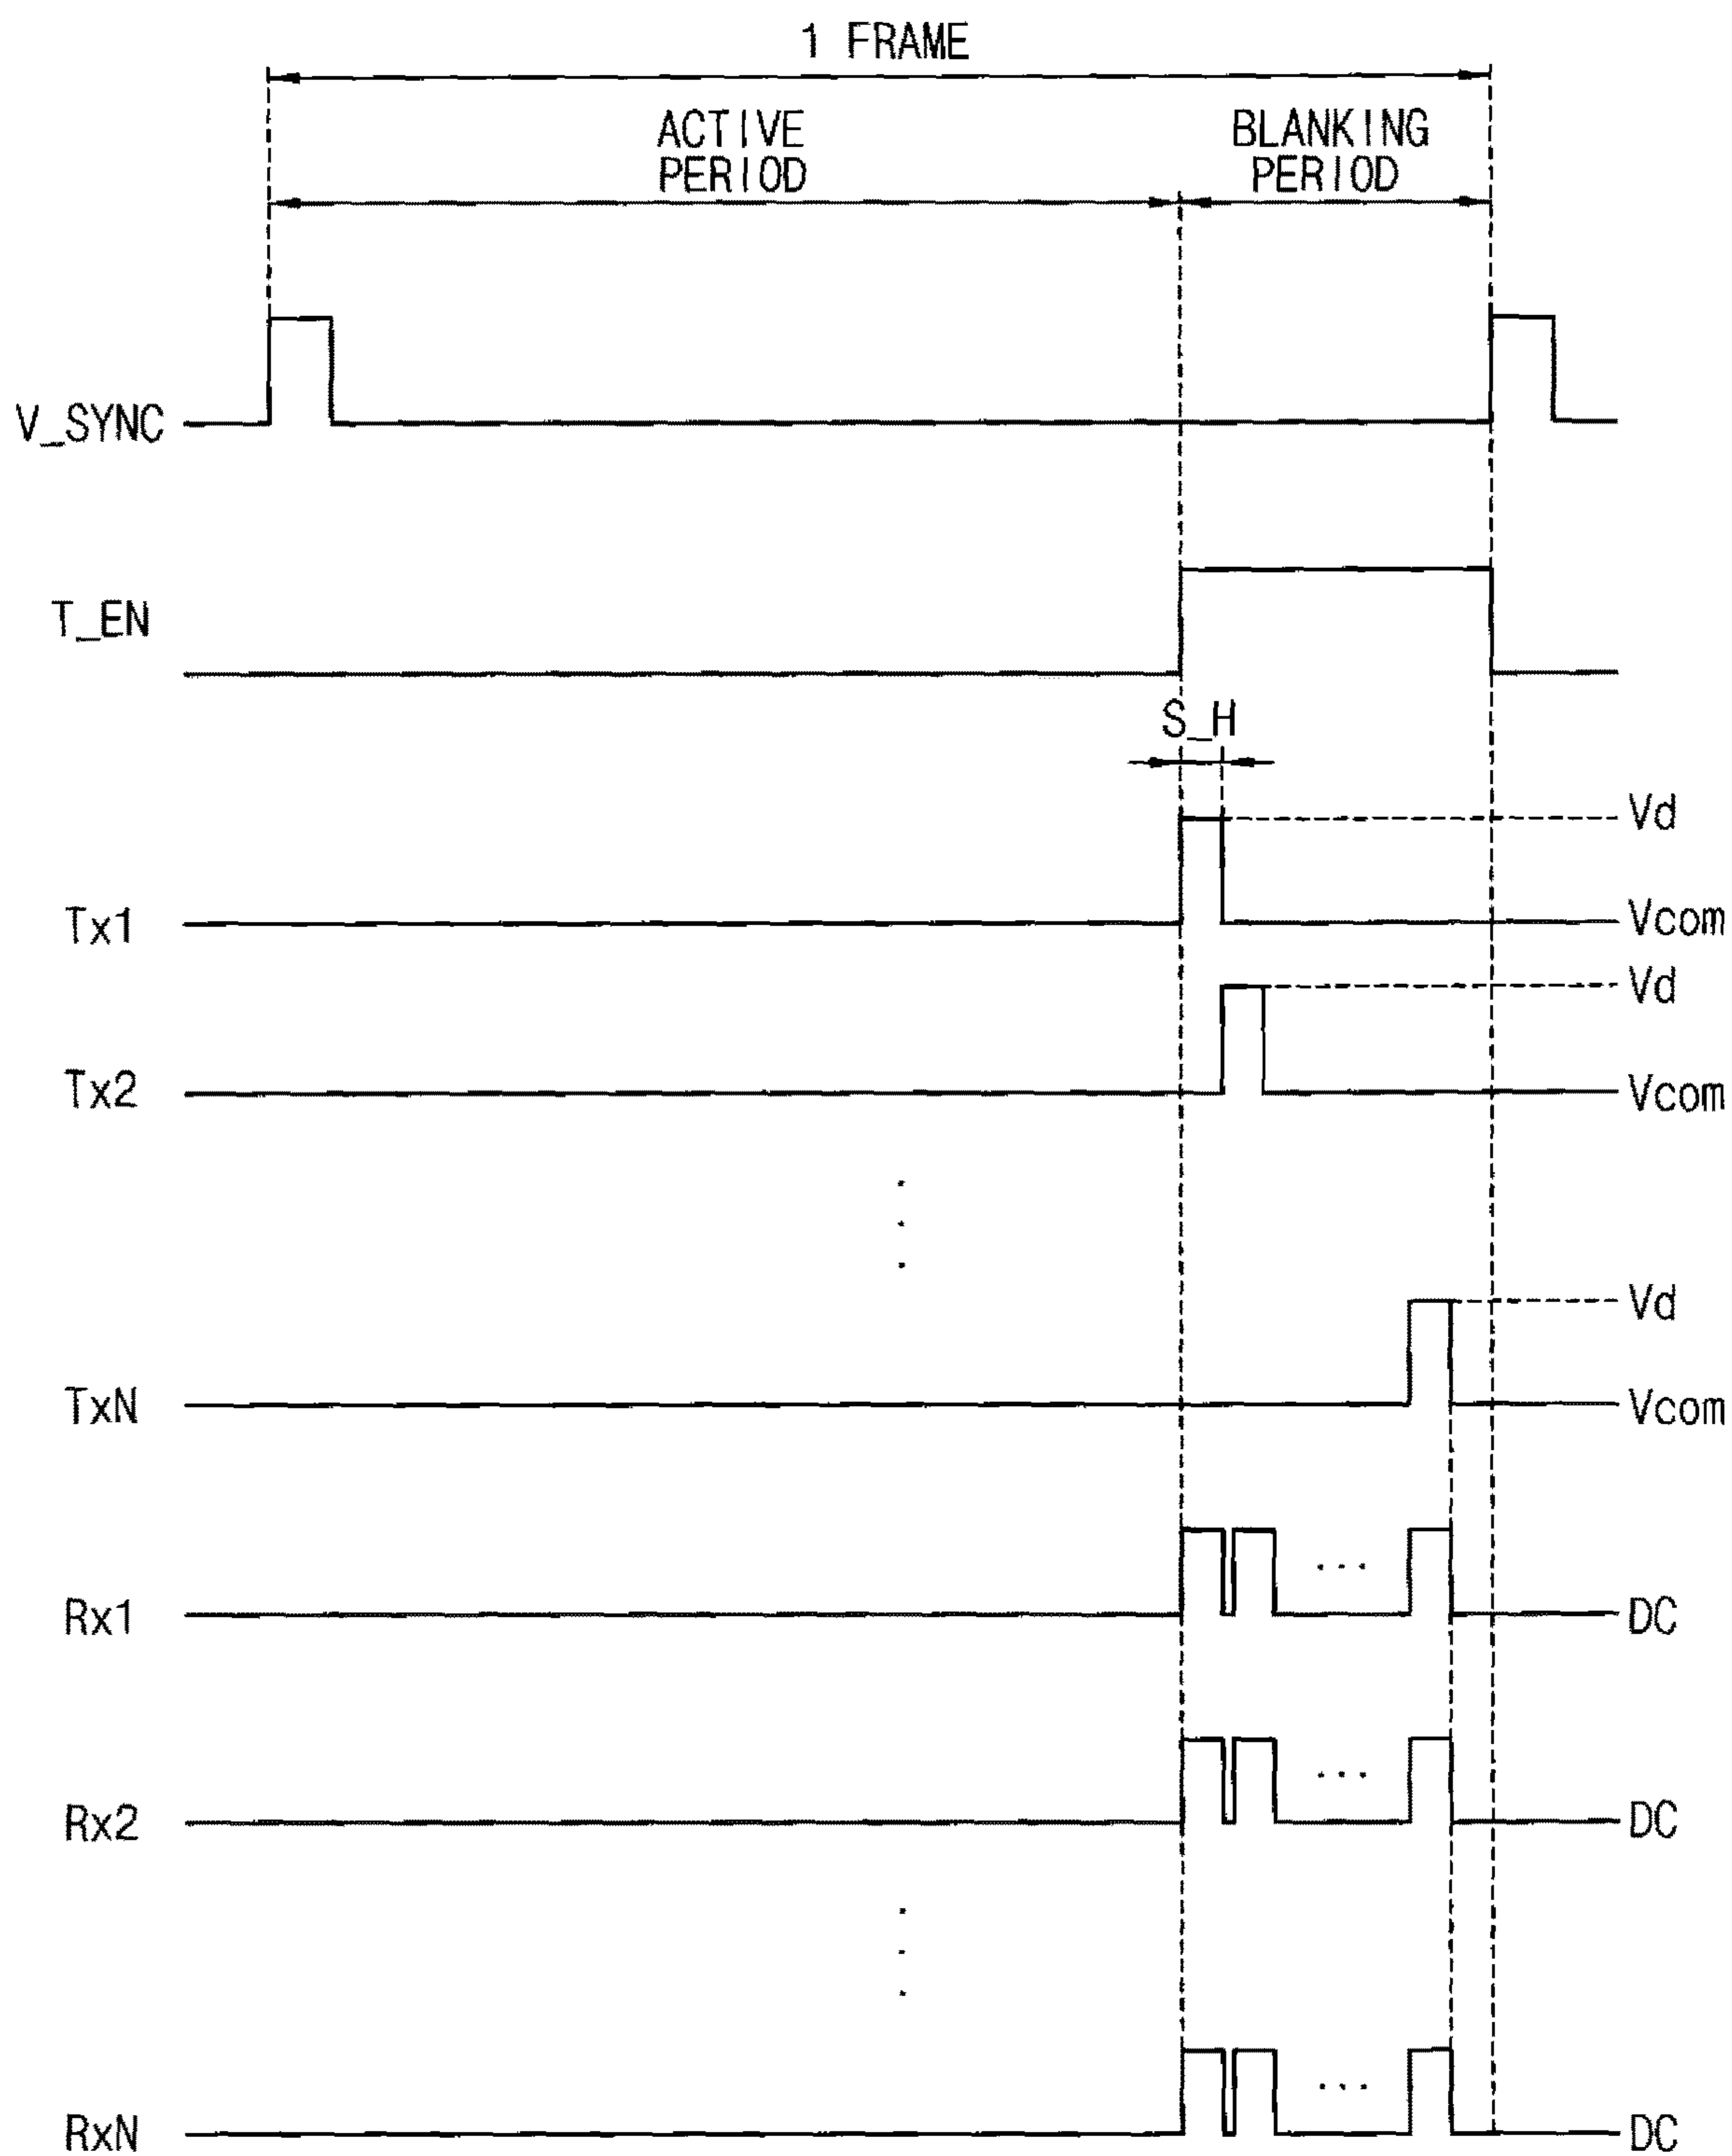 1 FRAME
ACTIVE PERIOD
BLANKING PERIOD
V_SYNC
T_EN
S_H
Vd
Tx1 Vcom
Vd
Tx2 Vcom
Vd
TxN Vcom
...
Rx1 DC
...
Rx2 DC
...
RxN DC